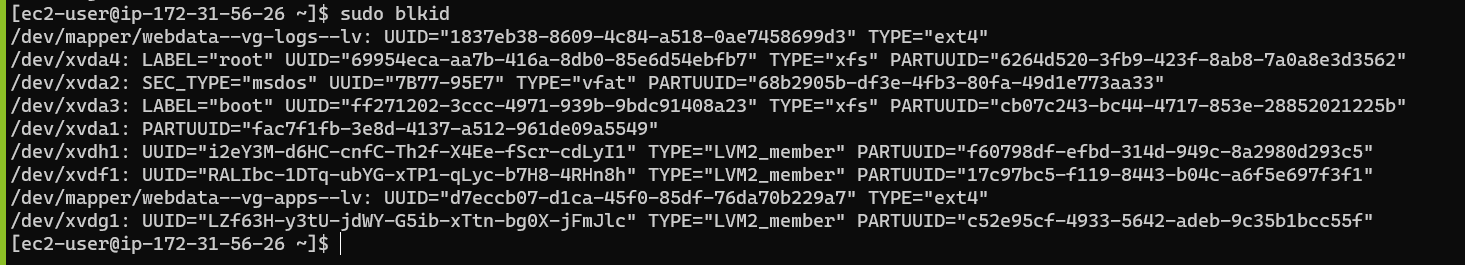 [ec2-user@ip-172-31-56-26 ~]$ sudo blkid
/dev/mapper/webdata--vg-logs--lv: UUID="1837eb38-8609-4c84-a518-0ae7458699d3" TYPE="ext4"
/dev/xvda4: LABEL="root" UUID="69954eca-aa7b-416a-8db0-85e6d54ebfb7" TYPE="xfs" PARTUUID="6264d520-3fb9-423f-8ab8-7a0a8e3d3562"
/dev/xvda2: SEC_TYPE="msdos" UUID="7B77-95E7" TYPE="vfat" PARTUUID="68b2905b-df3e-4fb3-80fa-49d1e773aa33"
/dev/xvda3: LABEL="boot" UUID="ff271202-3ccc-4971-939b-9bdc91408a23" TYPE="xfs" PARTUUID="cb07c243-bc44-4717-853e-28852021225b"
/dev/xvda1: PARTUUID="fac7f1fb-3e8d-4137-a512-961de09a5549"
/dev/xvdh1: UUID="i2eY3M-d6HC-cnfC-Th2f-X4Ee-fScr-cdLyI1" TYPE="LVM2_member" PARTUUID="f60798df-efbd-314d-949c-8a2980d293c5"
/dev/xvdf1: UUID="RALIbc-1DTq-ubYG-xTP1-qLyc-b7H8-4RHn8h" TYPE="LVM2_member" PARTUUID="17c97bc5-f119-8443-b04c-a6f5e697f3f1"
/dev/mapper/webdata--vg-apps--lv: UUID="d7eccb07-d1ca-45f0-85df-76da70b229a7" TYPE="ext4"
/dev/xvdg1: UUID="LZf63H-y3tU-jdWY-G5ib-xTtn-bg0X-jFmJlc" TYPE="LVM2_member" PARTUUID="c52e95cf-4933-5642-adeb-9c35b1bcc55f"
[ec2-user@ip-172-31-56-26 ~]$